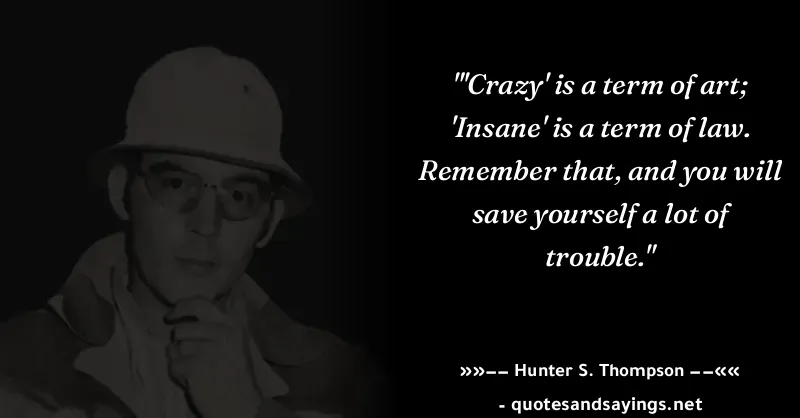 "'Crazy' is a term of art;
'Insane' is a term of law.
Remember that, and you will
save yourself a lot of
trouble."
»»–– Hunter S. Thompson ––««
- quotesandsayings.net